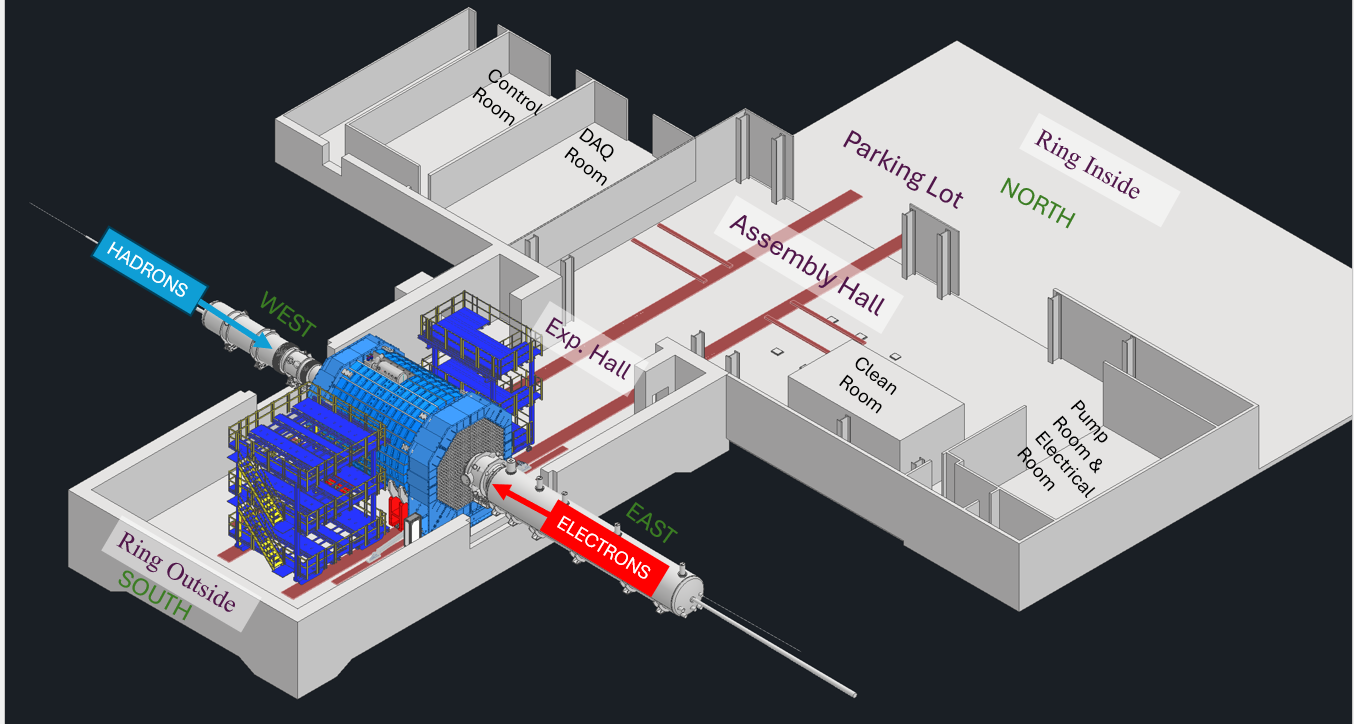 Control
Room
DAQ
Room
Parking Lot
Ring Inside
NORTH
Assembly Hall
HADRONS
WEST
Exp. Hall
Clean
Room
Pump
Room &
Electrical
Room
EAST
ELECTRONS
Ring Outside
SOUTH